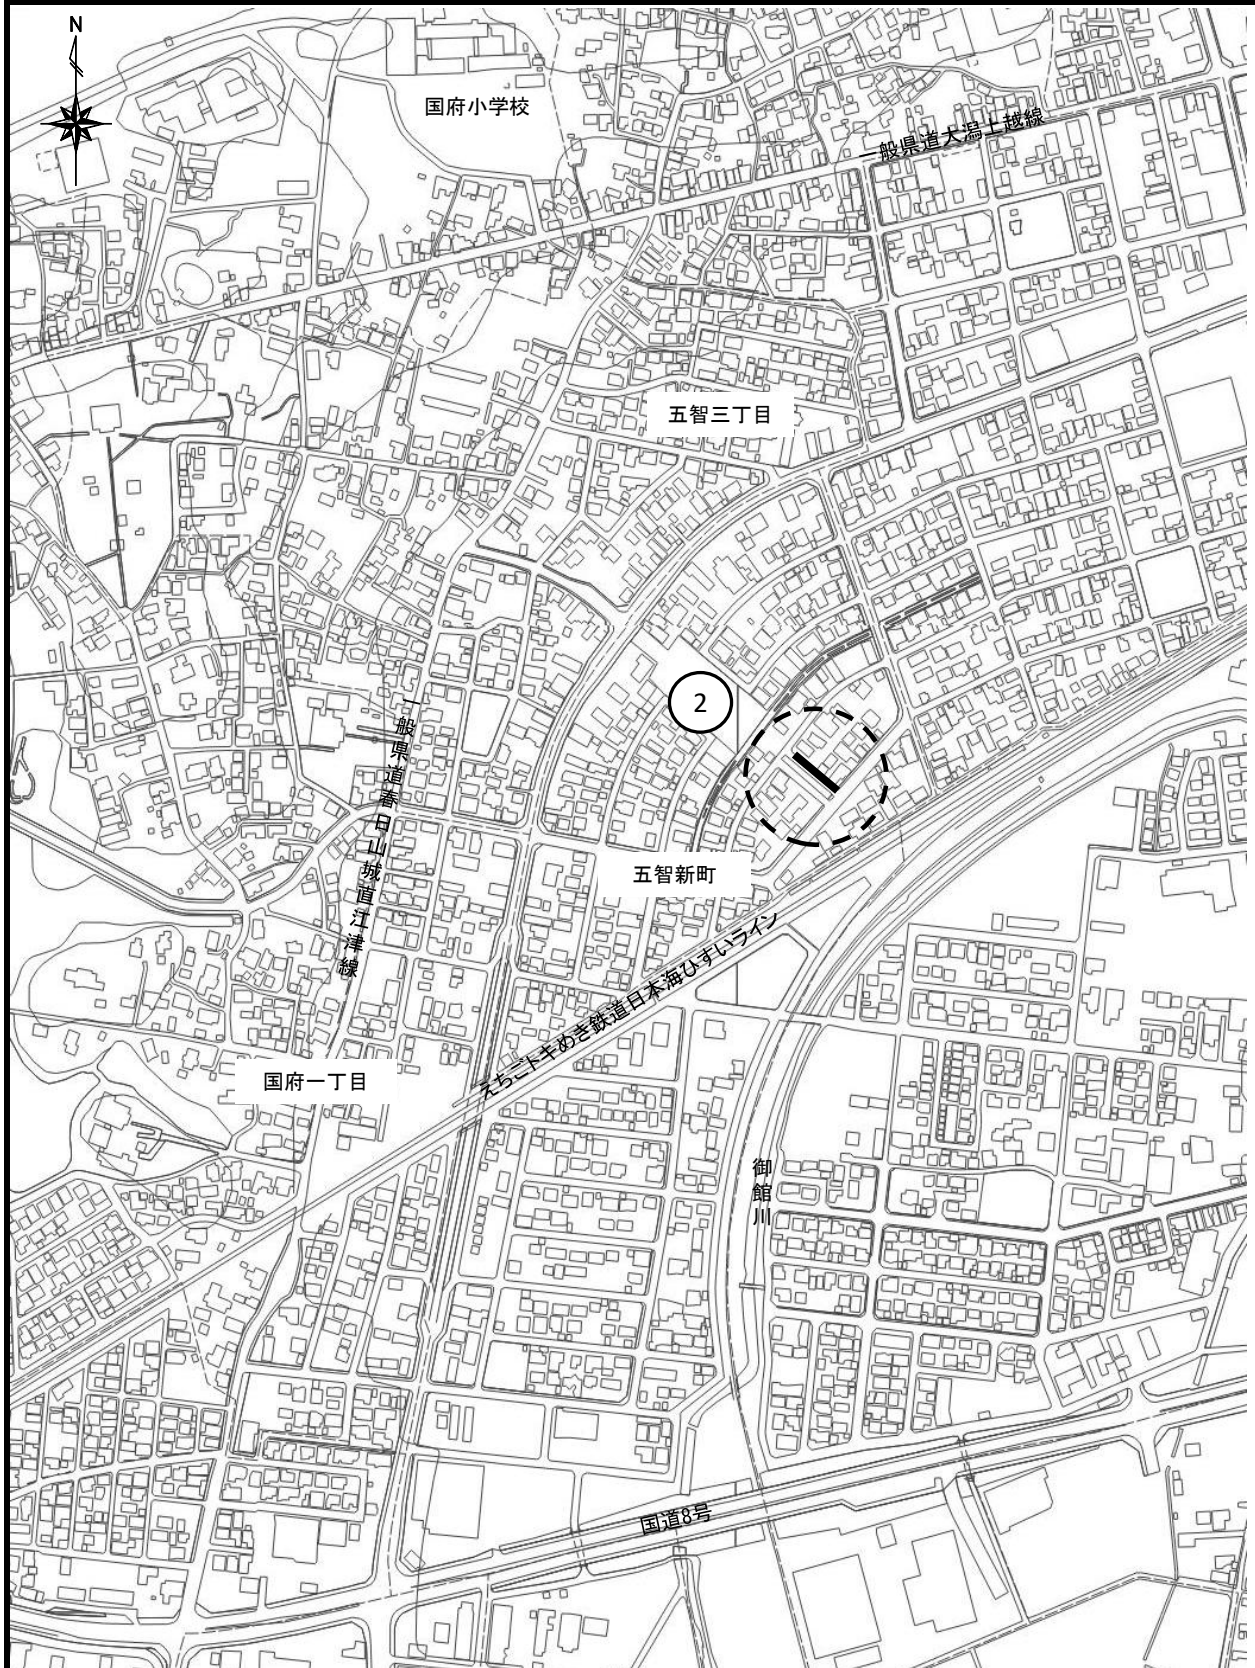 N
国府小学校
一般県道大潟上越線
五智三丁目
2
一般県道春日山城直江津線
五智新町
えちごトキめき鉄道日本海ひすいライン
国府一丁目
御館川
国道8号